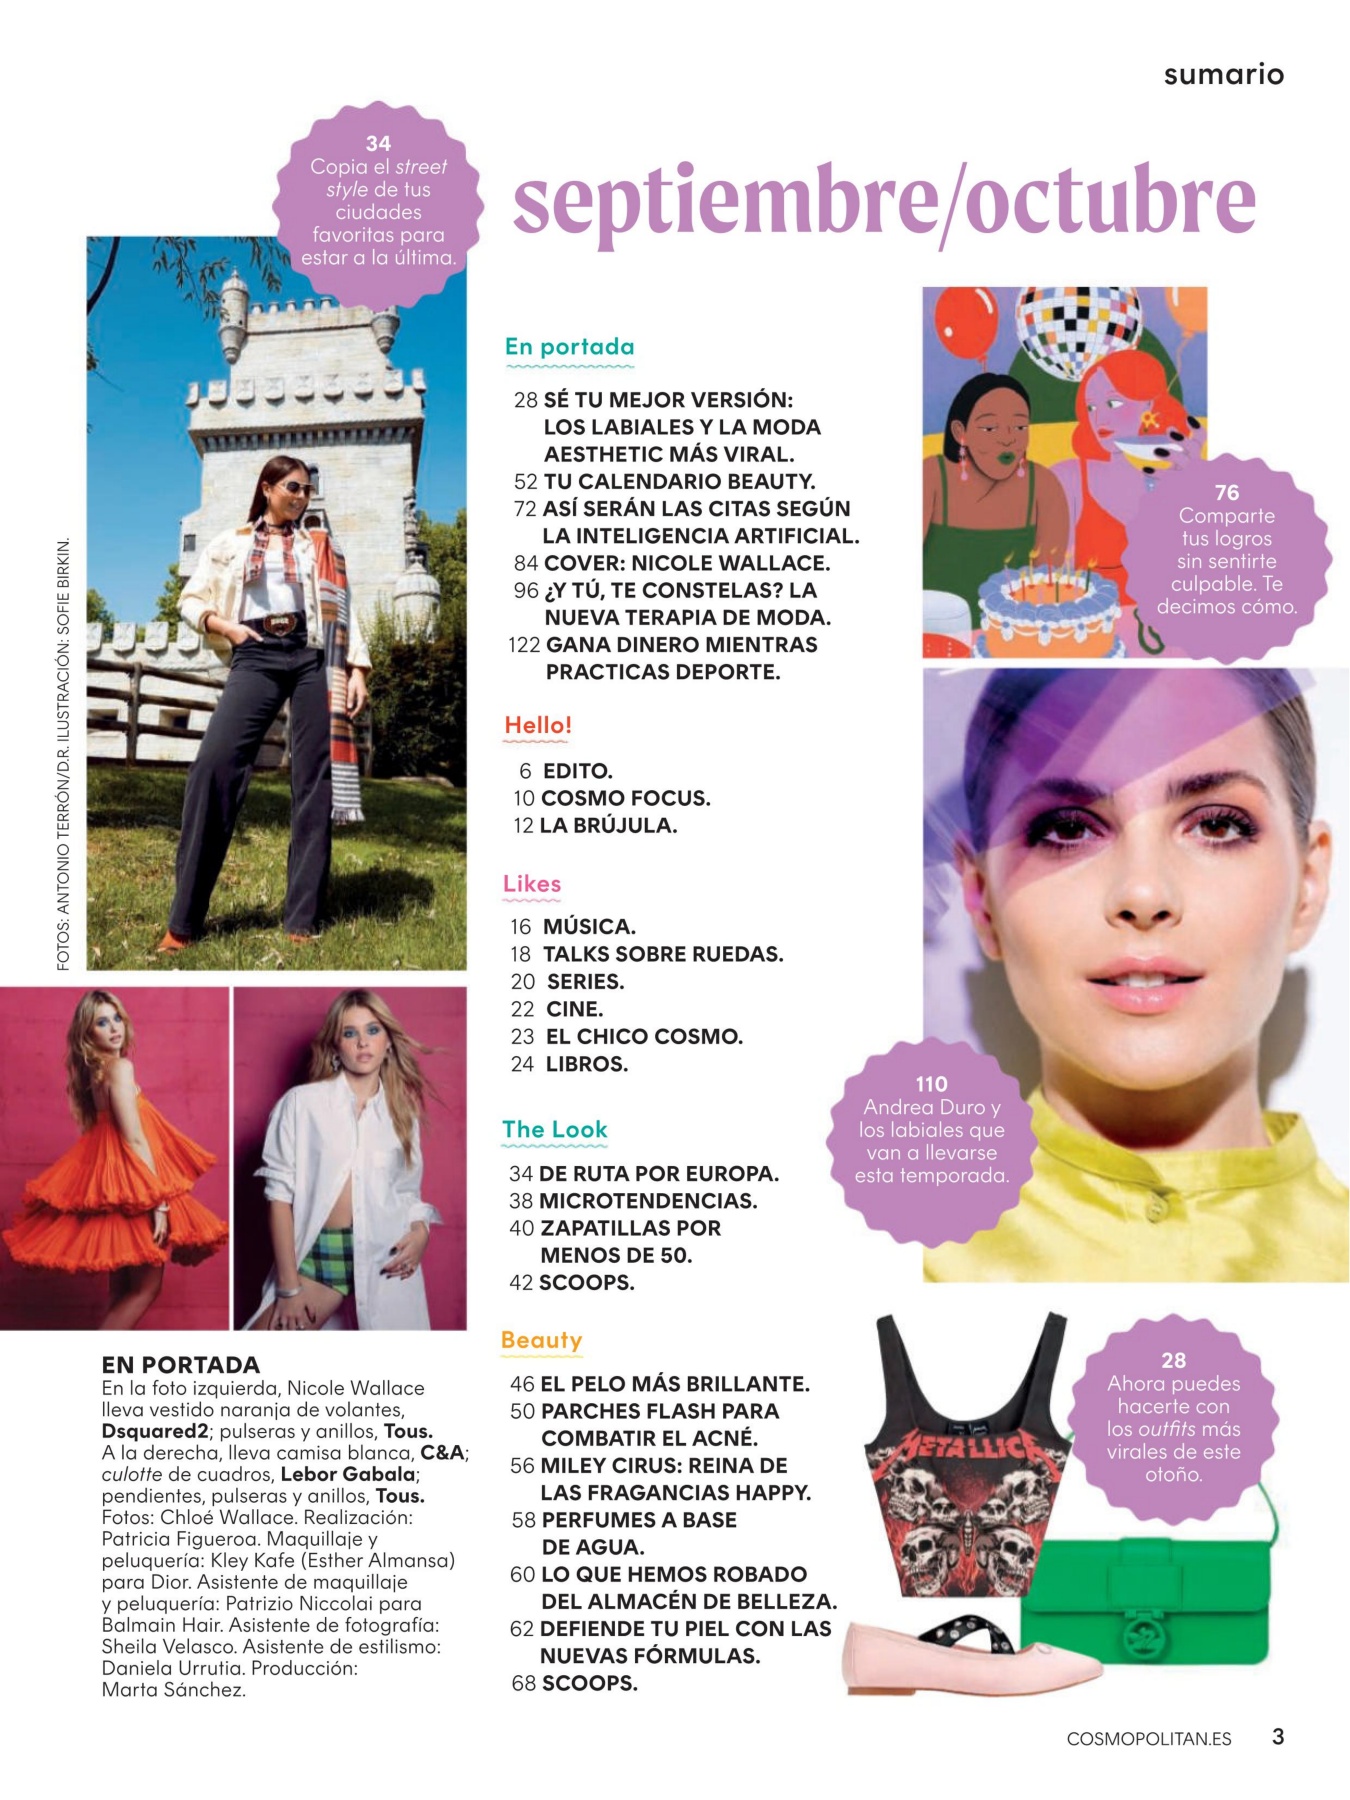 sumario
septiembre/octubre
34
Copia el street
style de tus
ciudades
favoritas para
estar a la última.
FOTOS: ANTONIO TERRÓN/D.R. ILUSTRACIÓN: SOFIE BIRKIN.
En portada
28 SÉ TU MEJOR VERSIÓN:
LOS LABIALES Y LA MODA
AESTHETIC MÁS VIRAL.
52 TU CALENDARIO BEAUTY.
72 ASÍ SERÁN LAS CITAS SEGÚN
LA INTELIGENCIA ARTIFICIAL.
84 COVER: NICOLE WALLACE.
96 ¿Y TÚ, TE CONSTELAS? LA
NUEVA TERAPIA DE MODA.
122 GANA DINERO MIENTRAS
PRACTICAS DEPORTE.
Hello!
6 EDITO.
10 COSMO FOCUS.
12 LA BRÚJULA.
Likes
16 MÚSICA.
18 TALKS SOBRE RUEDAS.
20 SERIES.
22 CINE.
23 EL CHICO COSMO.
24 LIBROS.
The Look
34 DE RUTA POR EUROPA.
38 MICROTENDENCIAS.
40 ZAPATILLAS POR
MENOS DE 50.
42 SCOOPS.
Beauty
46 EL PELO MÁS BRILLANTE.
50 PARCHES FLASH PARA
COMBATIR EL ACNÉ.
56 MILEY CIRUS: REINA DE
LAS FRAGANCIAS HAPPY.
58 PERFUMES A BASE
DE AGUA.
60 LO QUE HEMOS ROBADO
DEL ALMACÉN DE BELLEZA.
62 DEFIENDE TU PIEL CON LAS
NUEVAS FÓRMULAS.
68 SCOOPS.
76
Comparte
tus logros
sin sentirte
culpable. Te
decimos cómo.
110
Andrea Duro y
los labiales que
van a llevarse
esta temporada.
28
Ahora puedes
hacerte con
los outfits más
virales de este
otoño.
METALLICA
EN PORTADA
En la foto izquierda, Nicole Wallace
lleva vestido naranja de volantes,
Dsquared2; pulseras y anillos, Tous.
A la derecha, lleva camisa blanca, C&A;
culotte de cuadros, Lebor Gabala;
pendientes, pulseras y anillos, Tous.
Fotos: Chloé Wallace. Realización:
Patricia Figueroa. Maquillaje y
peluquería: Kley Kafe (Esther Almansa)
para Dior. Asistente de maquillaje
y peluquería: Patrizio Niccolai para
Balmain Hair. Asistente de fotografía:
Sheila Velasco. Asistente de estilismo:
Daniela Urrutia. Producción:
Marta Sánchez.
COSMOPOLITAN.ES 3